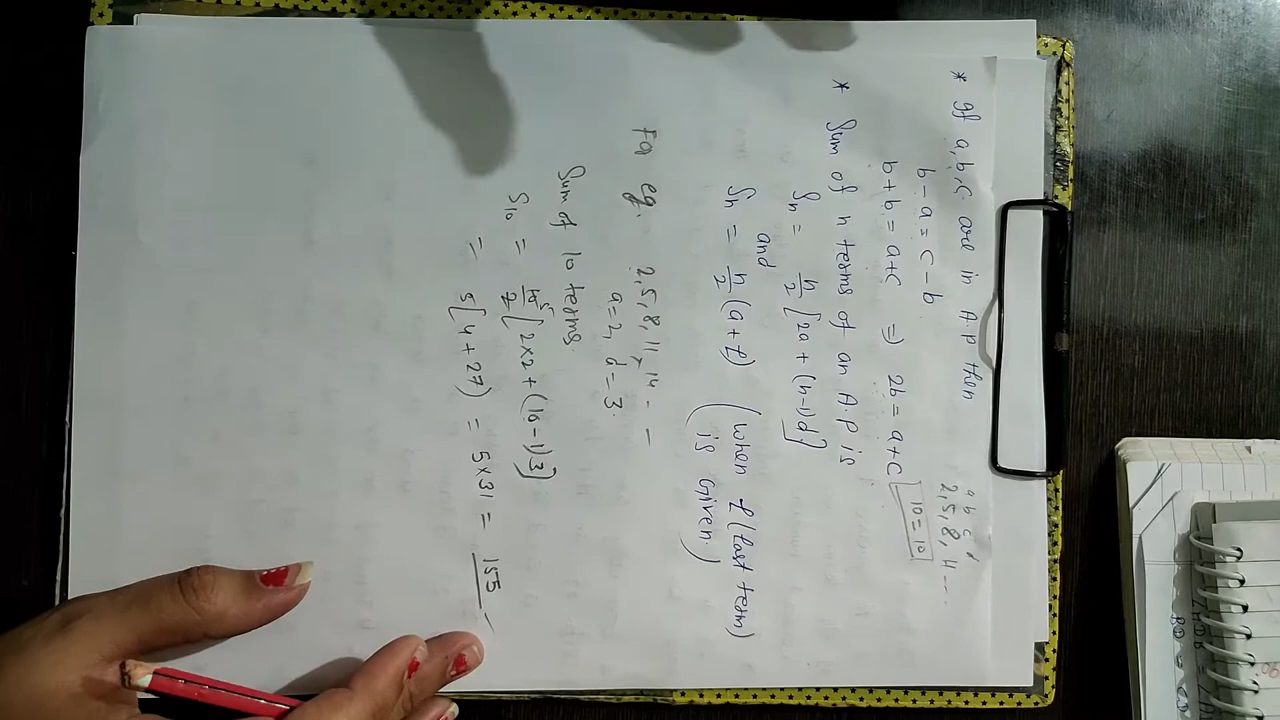 * If a, b, c are in A.P then
a b c d
2, 5, 8, 11 ---
b - a = c - b
10 = 10
b + b = a + c ⇒ 2b = a + c
* Sum of n terms of an A.P is
Sn = n/2 [2a + (n-1)d]
and
Sn = n/2 (a + l) (when l (last term)
is given.)
For eg. 2, 5, 8, 11, 14 - -
a = 2, d = 3.
Sum of 10 terms.
S10 = 10/2 5 [2×2 + (10-1)3]
= 5[4 + 27) = 5×31 = 155